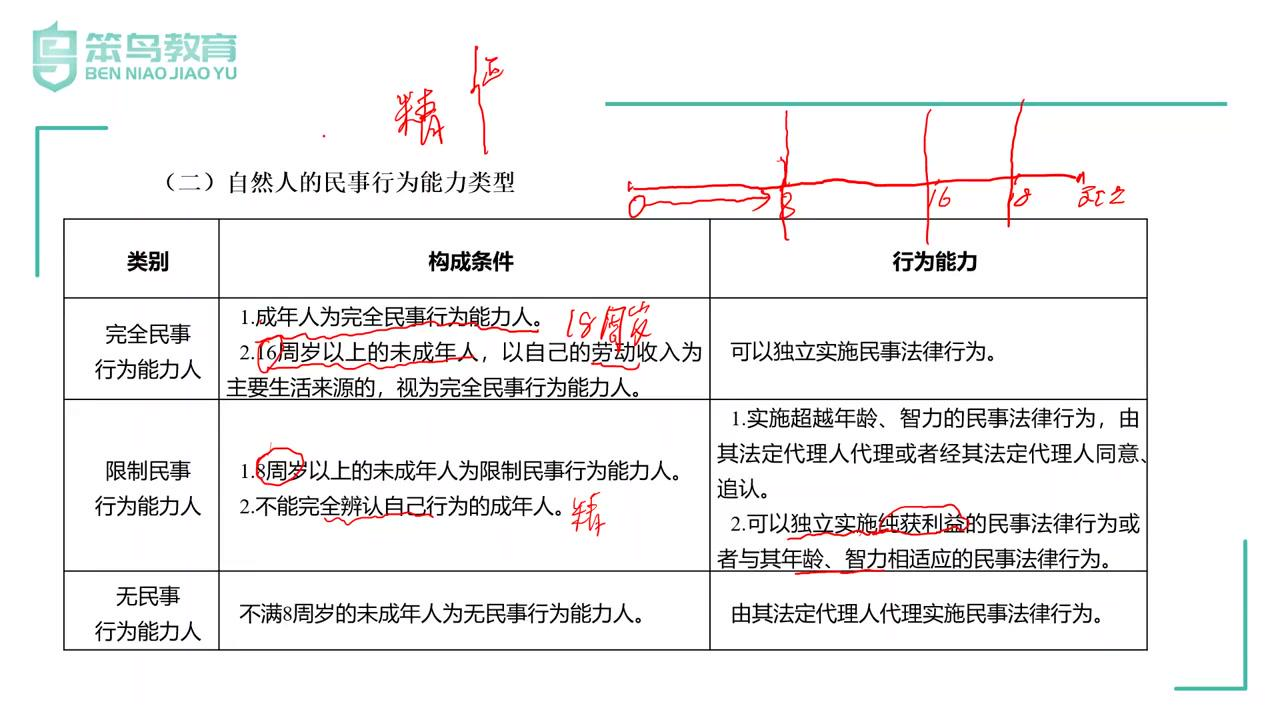 笨鸟教育
BEN NIAO JIAO YU
精
正
（二）自然人的民事行为能力类型
0 8 16 18 死亡
类别
构成条件
行为能力
完全民事
行为能力人
1.成年人为完全民事行为能力人。 18周岁
2.16周岁以上的未成年人，以自己的劳动收入为
主要生活来源的，视为完全民事行为能力人。
可以独立实施民事法律行为。
限制民事
行为能力人
1.8周岁以上的未成年人为限制民事行为能力人。
2.不能完全辨认自己行为的成年人。 精
1.实施超越年龄、智力的民事法律行为，由
其法定代理人代理或者经其法定代理人同意、
追认。
2.可以独立实施纯获利益的民事法律行为或
者与其年龄、智力相适应的民事法律行为。
无民事
行为能力人
不满8周岁的未成年人为无民事行为能力人。
由其法定代理人代理实施民事法律行为。